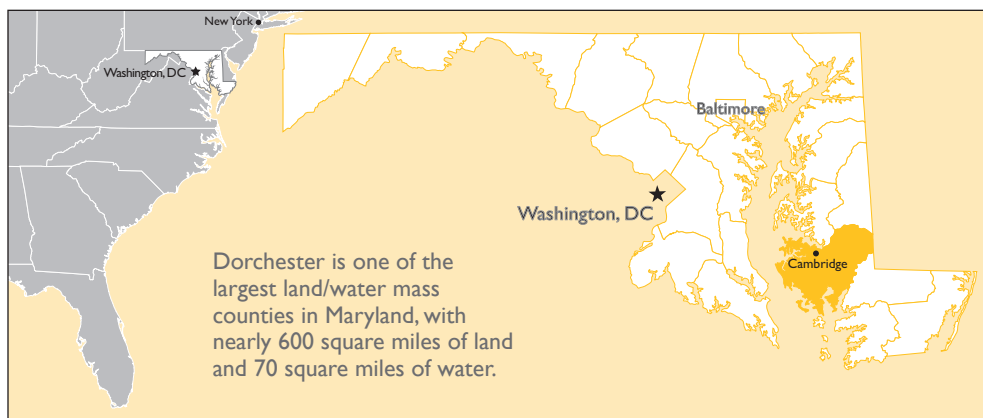 New York
Washington, DC
Baltimore
Washington, DC
Cambridge
Dorchester is one of the
largest land/water mass
counties in Maryland, with
nearly 600 square miles of land
and 70 square miles of water.